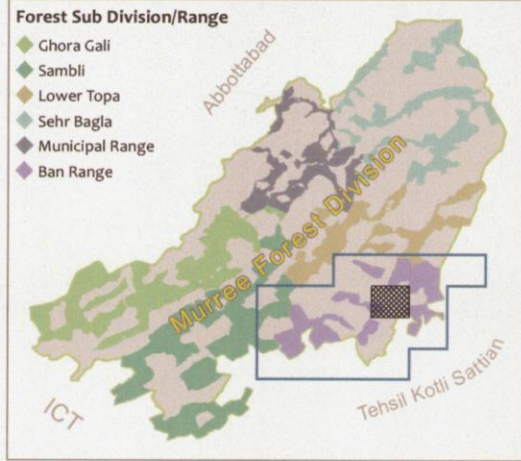 Forest Sub Division/Range
Ghora Gali
Sambli
Lower Topa
Sehr Bagla
Municipal Range
Ban Range
Abbottabad
Murree Forest Division
ICT
Tehsil Kotli Sattian